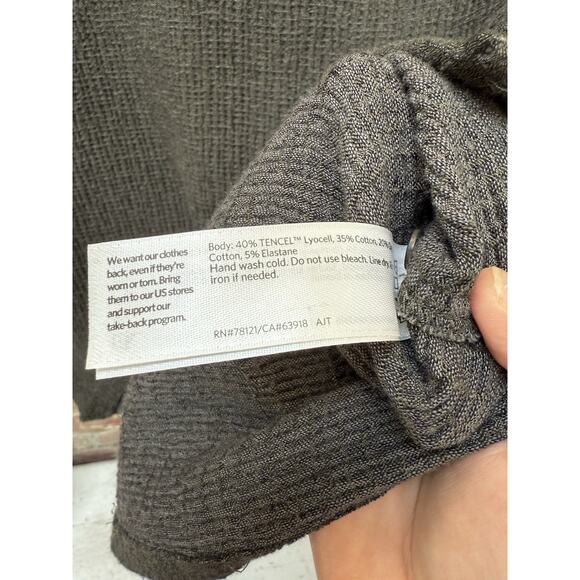 We want our clothes
back, even if they're
worn or torn. Bring
them to our US stores
and support our
take-back program.
Body: 40% TENCEL™ Lyocell, 35% Cotton, 20%
Cotton, 5% Elastane
Hand wash cold. Do not use bleach. Line dry.
iron if needed.
RN#78121/CA#63918 AJT